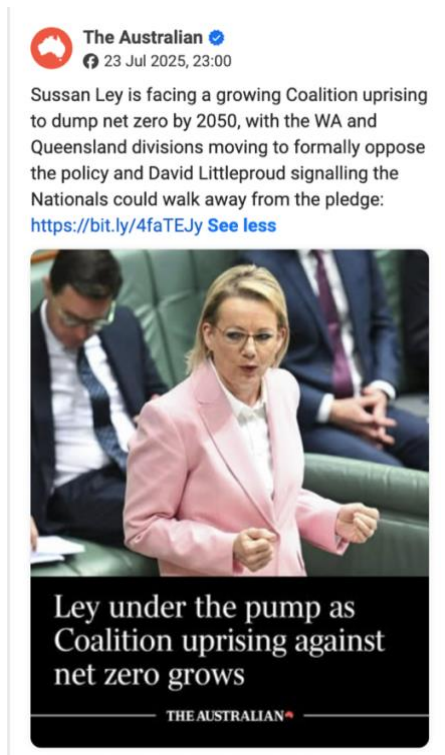 The Australian
23 Jul 2025, 23:00
Sussan Ley is facing a growing Coalition uprising
to dump net zero by 2050, with the WA and
Queensland divisions moving to formally oppose
the policy and David Littleproud signalling the
Nationals could walk away from the pledge:
https://bit.ly/4faTEJy See less
Ley under the pump as
Coalition uprising against
net zero grows
THE AUSTRALIAN